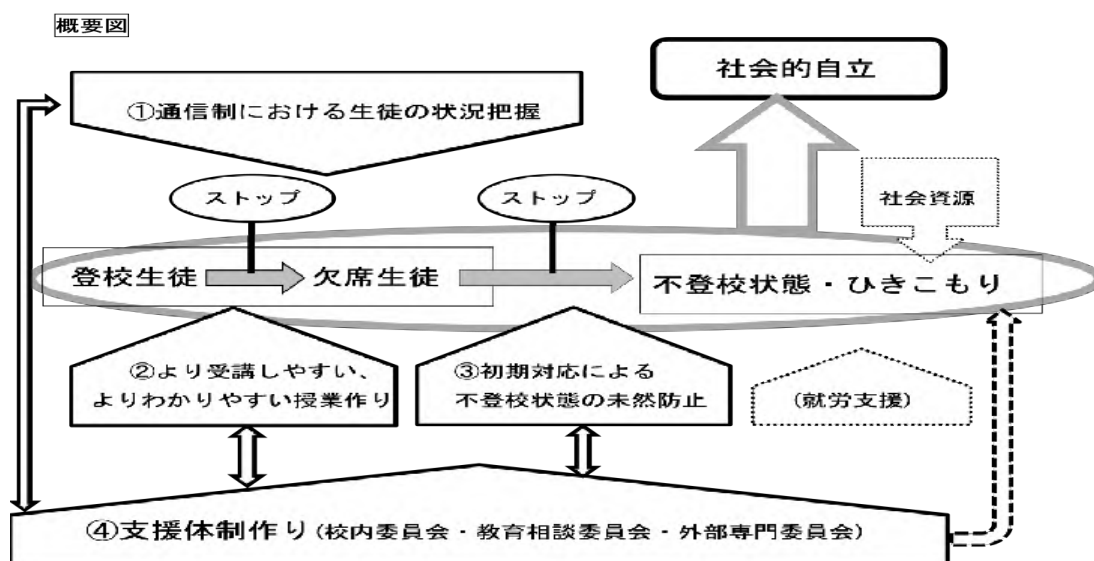 概要図
社会的自立
①通信制における生徒の状況把握
ストップ
ストップ
社会資源
登校生徒
欠席生徒
不登校状態・ひきこもり
②より受講しやすい、
よりわかりやすい授業作り
③初期対応による
不登校状態の未然防止
(就労支援)
④支援体制作り(校内委員会・教育相談委員会・外部専門委員会)